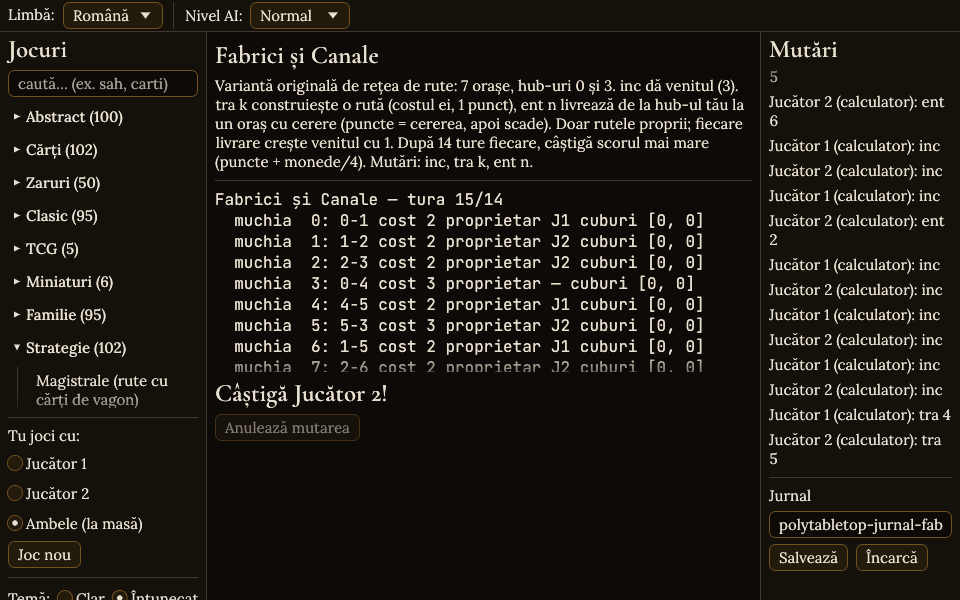 Limbă:
Română
Nivel AI:
Normal
Jocuri
caută... (ex. sah, carti)
Abstract (100)
Cărți (102)
Zaruri (50)
Clasic (95)
TCG (5)
Miniaturi (6)
Familie (95)
Strategie (102)
Magistrale (rute cu
cărți de vagon)
Tu joci cu:
Jucător 1
Jucător 2
Ambele (la masă)
Joc nou
Temă:
Clar
Întunecat
Fabrici și Canale
Variantă originală de rețea de rute: 7 orașe, hub-uri 0 și 3. inc dă venitul (3).
tra k construiește o rută (costul ei, 1 punct), ent n livrează de la hub-ul tău la
un oraș cu cerere (puncte = cererea, apoi scade). Doar rutele proprii; fiecare
livrare crește venitul cu 1. După 14 ture fiecare, câștigă scorul mai mare
(puncte + monede/4). Mutări: inc, tra k, ent n.
Fabrici și Canale — tura 15/14
muchia 0: 0-1 cost 2 proprietar J1 cuburi [0, 0]
muchia 1: 1-2 cost 2 proprietar J2 cuburi [0, 0]
muchia 2: 2-3 cost 2 proprietar J2 cuburi [0, 0]
muchia 3: 0-4 cost 3 proprietar — cuburi [0, 0]
muchia 4: 4-5 cost 2 proprietar J1 cuburi [0, 0]
muchia 5: 5-3 cost 3 proprietar J2 cuburi [0, 0]
muchia 6: 1-5 cost 2 proprietar J1 cuburi [0, 0]
muchia 7: 2-6 cost 2 proprietar J2 cuburi [0, 0]
Câștigă Jucător 2!
Anulează mutarea
Mutări
5
Jucător 2 (calculator): ent
6
Jucător 1 (calculator): inc
Jucător 2 (calculator): inc
Jucător 1 (calculator): inc
Jucător 2 (calculator): ent
2
Jucător 1 (calculator): inc
Jucător 2 (calculator): inc
Jucător 1 (calculator): inc
Jucător 2 (calculator): inc
Jucător 1 (calculator): inc
Jucător 2 (calculator): inc
Jucător 1 (calculator): tra 4
Jucător 2 (calculator): tra
5
Jurnal
polytabletop-jurnal-fab
Salvează
Încarcă